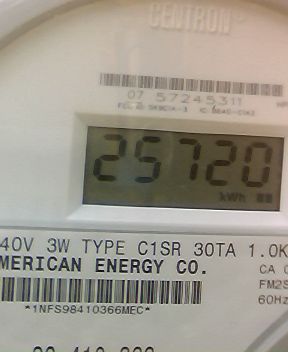 CENTRON
07 57245311
25720
kWh
40V 3W TYPE C1SR 30TA 1.0K
MERICAN ENERGY CO.
CA
FM2S
60Hz
*1NFS98410366MEC*